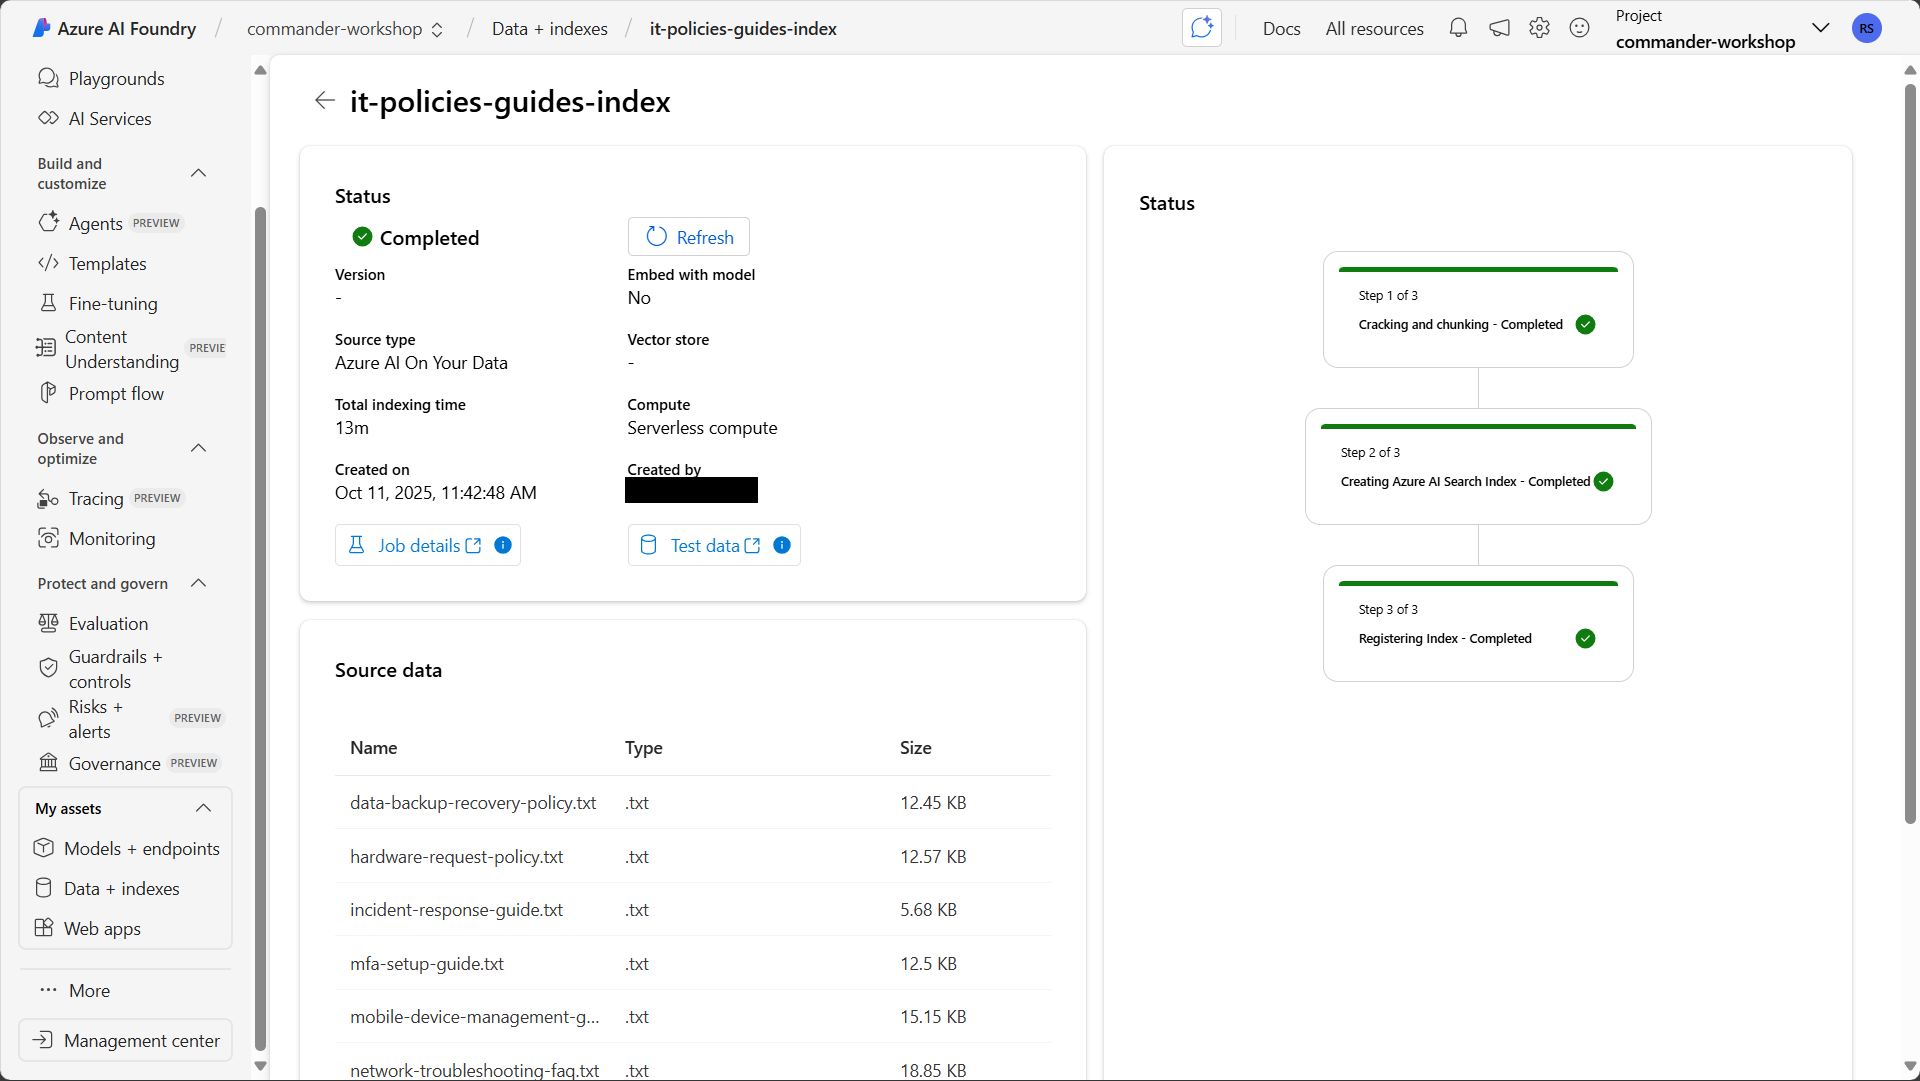 Azure AI Foundry / commander-workshop / Data + indexes / it-policies-guides-index
Docs
All resources
Project
commander-workshop
RS
Playgrounds
AI Services
Build and
customize
Agents PREVIEW
Templates
Fine-tuning
Content
Understanding PREVIE
Prompt flow
Observe and
optimize
Tracing PREVIEW
Monitoring
Protect and govern
Evaluation
Guardrails +
controls
Risks +
alerts PREVIEW
Governance PREVIEW
My assets
Models + endpoints
Data + indexes
Web apps
More
Management center
it-policies-guides-index
Status
Completed
Refresh
Version
-
Embed with model
No
Source type
Azure AI On Your Data
Vector store
-
Total indexing time
13m
Compute
Serverless compute
Created on
Oct 11, 2025, 11:42:48 AM
Created by
Job details
Test data
Source data
Name Type Size
data-backup-recovery-policy.txt .txt 12.45 KB
hardware-request-policy.txt .txt 12.57 KB
incident-response-guide.txt .txt 5.68 KB
mfa-setup-guide.txt .txt 12.5 KB
mobile-device-management-g... .txt 15.15 KB
network-troubleshooting-faq.txt .txt 18.85 KB
Status
Step 1 of 3
Cracking and chunking - Completed
Step 2 of 3
Creating Azure AI Search Index - Completed
Step 3 of 3
Registering Index - Completed